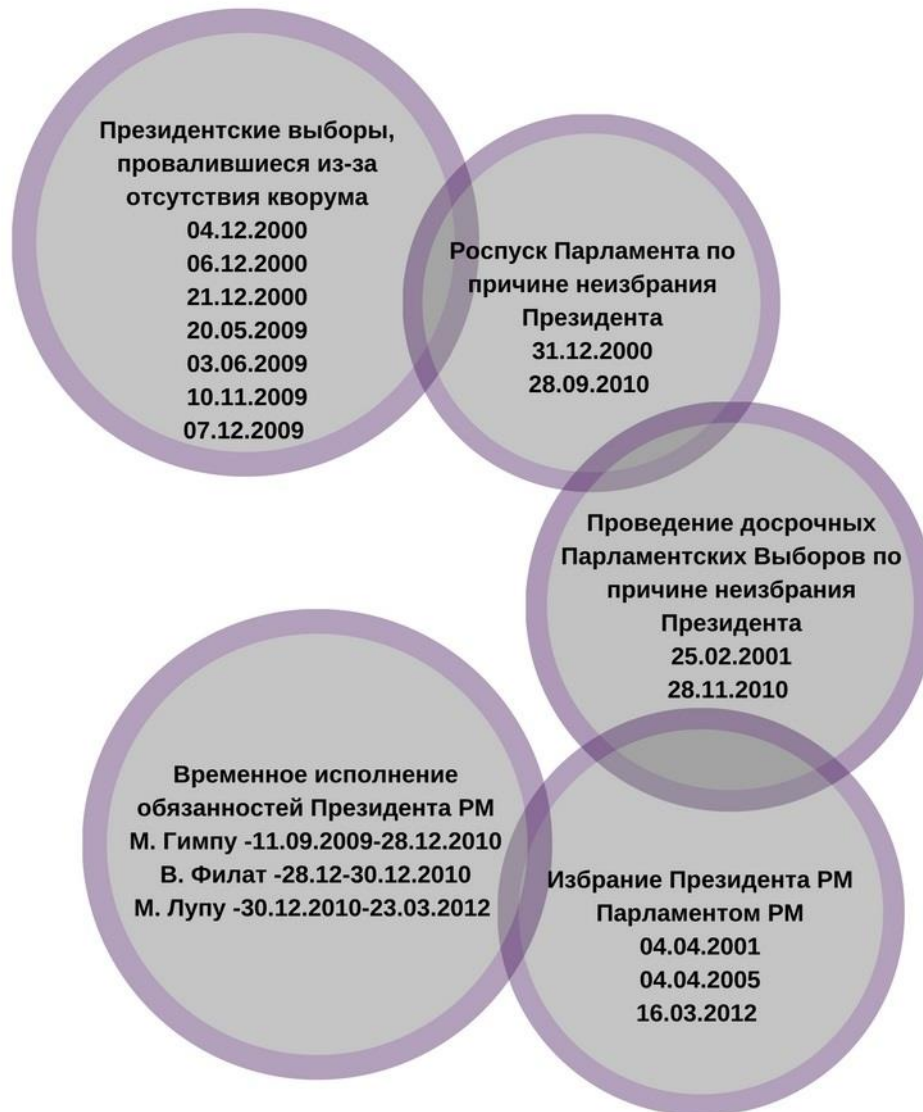 Президентские выборы,
провалившиеся из-за
отсутствия кворума
04.12.2000
06.12.2000
21.12.2000
20.05.2009
03.06.2009
10.11.2009
07.12.2009
Роспуск Парламента по
причине неизбрания
Президента
31.12.2000
28.09.2010
Проведение досрочных
Парламентских Выборов по
причине неизбрания
Президента
25.02.2001
28.11.2010
Временное исполнение
обязанностей Президента РМ
М. Гимпу -11.09.2009-28.12.2010
В. Филат -28.12-30.12.2010
М. Лупу -30.12.2010-23.03.2012
Избрание Президента РМ
Парламентом РМ
04.04.2001
04.04.2005
16.03.2012